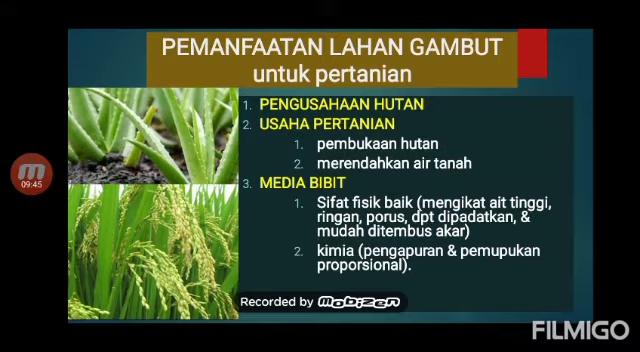 PEMANFAATAN LAHAN GAMBUT
untuk pertanian
1. PENGUSAHAAN HUTAN
2. USAHA PERTANIAN
1. pembukaan hutan
2. merendahkan air tanah
3. MEDIA BIBIT
1. Sifat fisik baik (mengikat ait tinggi,
ringan, porus, dpt dipadatkan, &
mudah ditembus akar)
2. kimia (pengapuran & pemupukan
proporsional).
09:45
Recorded by mobizen
FILMIGO